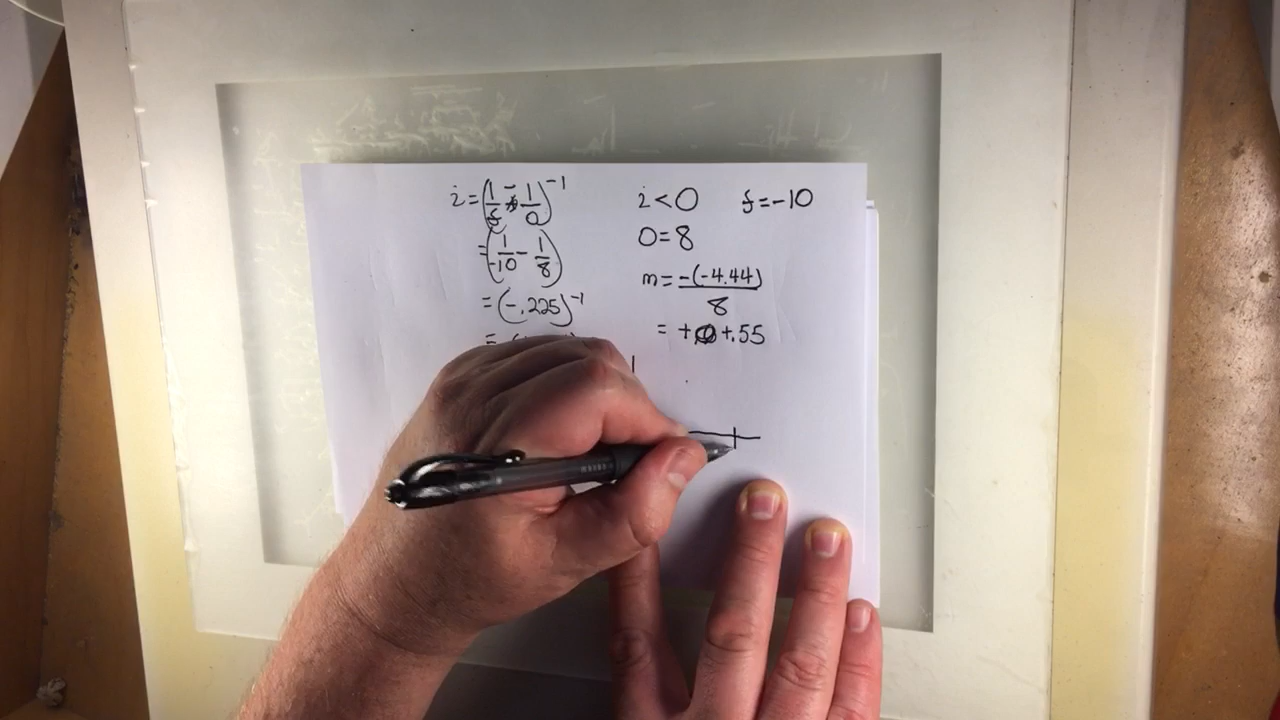 i = (1/f - 1/o)^-1
= (1/-10 - 1/8)
= (-.225)^-1
=
i < 0 f = -10
o = 8
m = -(-4.44)/8
= + +.55